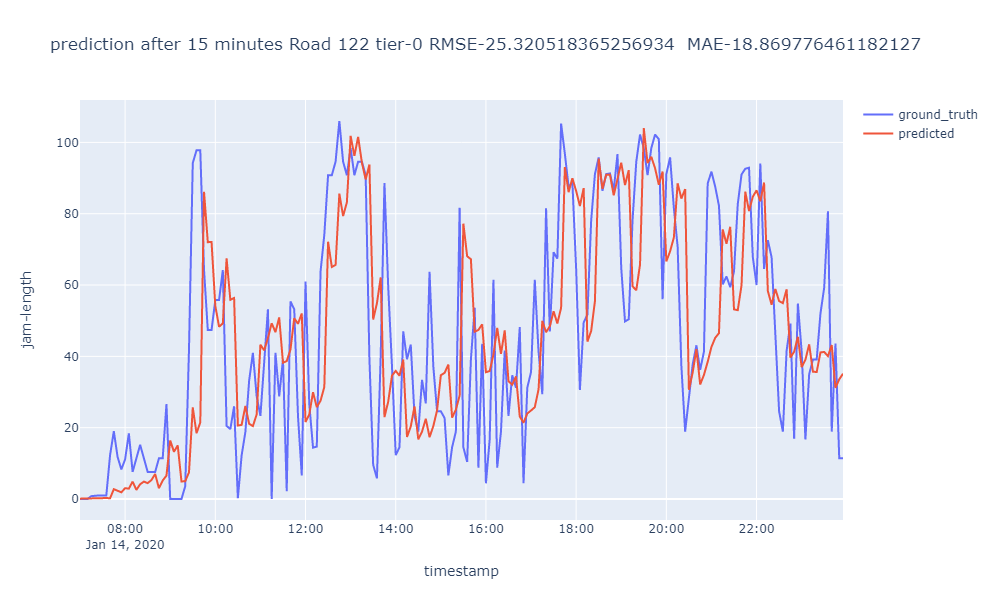 prediction after 15 minutes Road 122 tier-0 RMSE-25.320518365256934  MAE-18.869776461182127
ground_truth
predicted
100
80
60
40
20
0
jam-length
08:00 10:00 12:00 14:00 16:00 18:00 20:00 22:00
Jan 14, 2020
timestamp